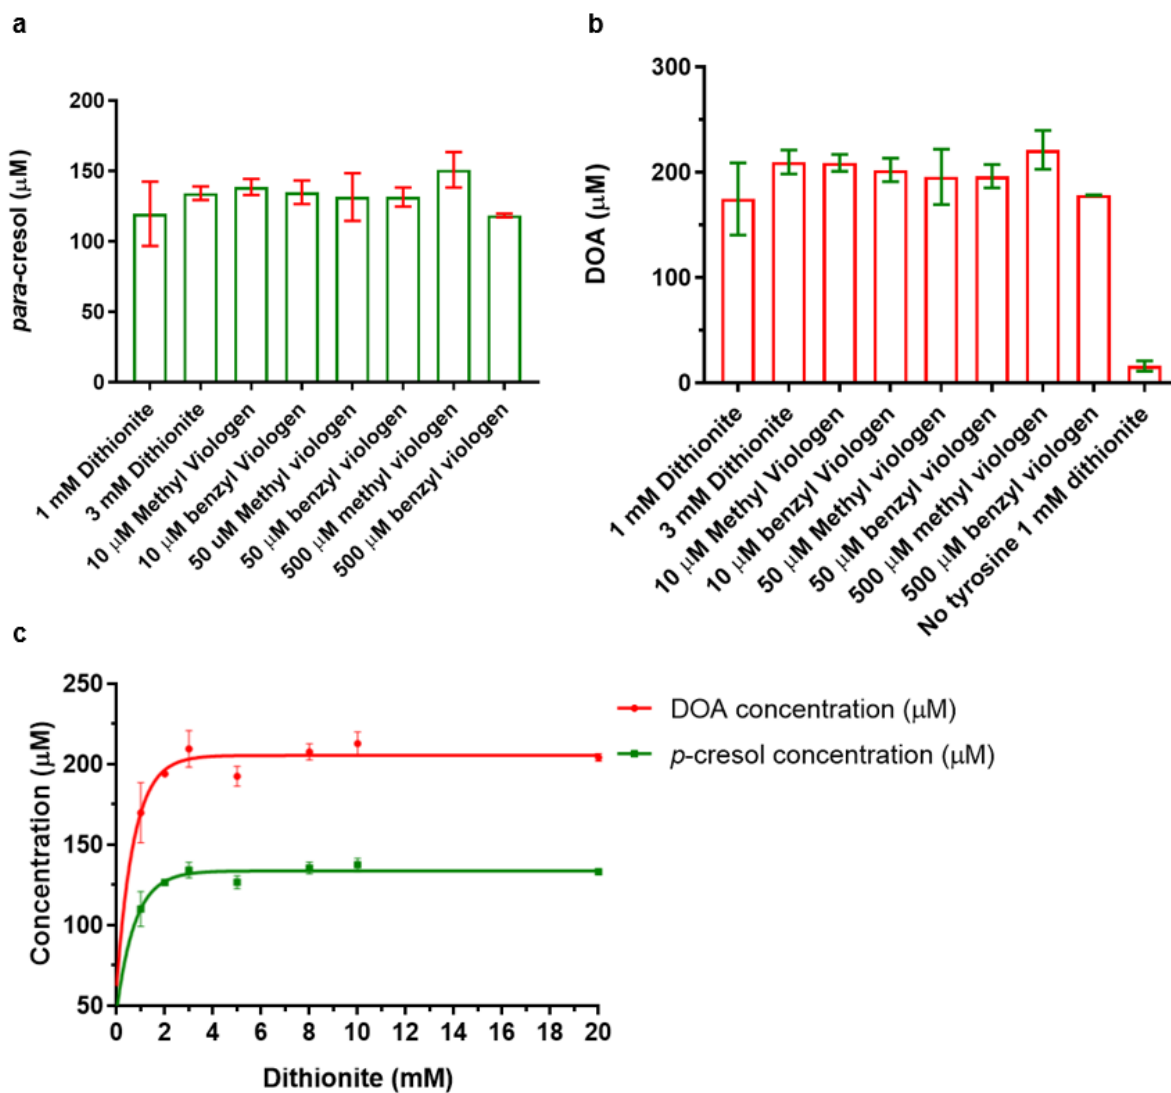 a
para-cresol (μM)
200
150
100
50
0
1 mM Dithionite
3 mM Dithionite
10 μM Methyl Viologen
10 μM benzyl Viologen
50 uM Methyl viologen
50 μM benzyl viologen
500 μM methyl viologen
500 μM benzyl viologen
b
DOA (μM)
300
200
100
0
1 mM Dithionite
3 mM Dithionite
10 μM Methyl Viologen
10 μM benzyl Viologen
50 μM Methyl viologen
50 μM benzyl viologen
500 μM methyl viologen
500 μM benzyl viologen
No tyrosine 1 mM dithionite
c
Concentration (μM)
250
200
150
100
50
0 2 4 6 8 10 12 14 16 18 20
Dithionite (mM)
DOA concentration (μM)
p-cresol concentration (μM)